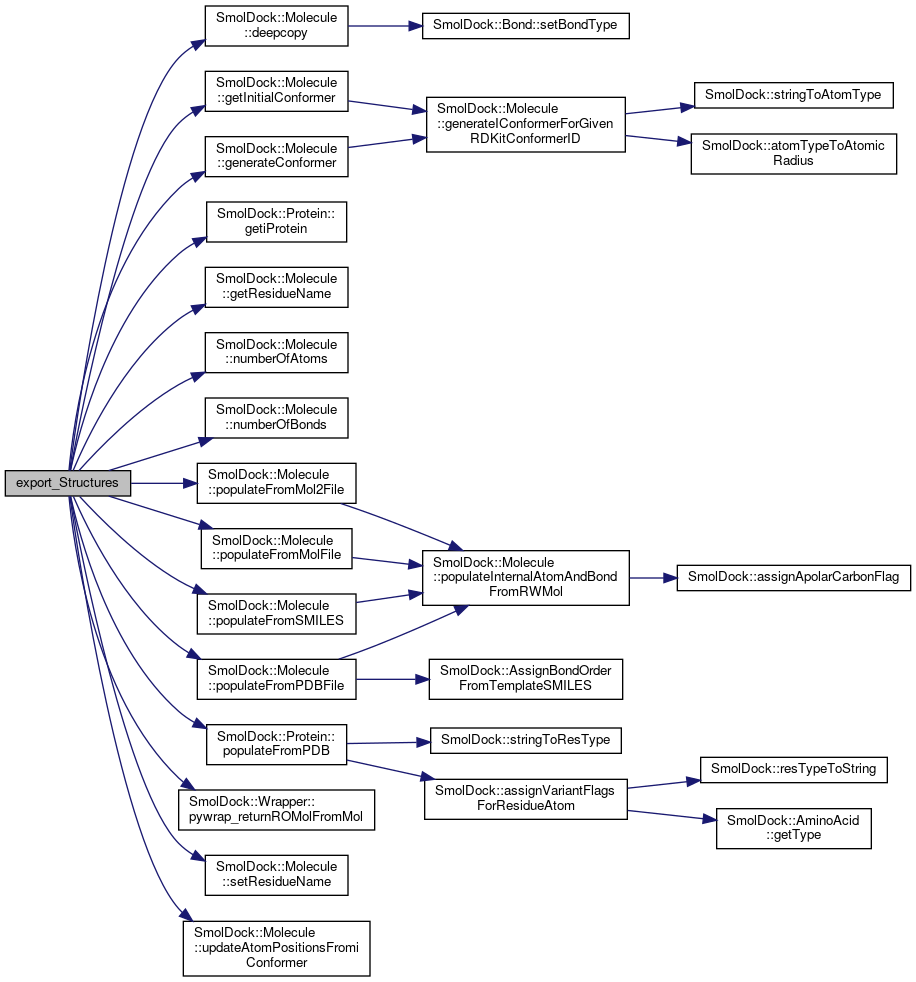 export_Structures
SmolDock::Molecule
::deepcopy
SmolDock::Bond::setBondType
SmolDock::Molecule
::getInitialConformer
SmolDock::Molecule
::generateIConformerForGiven
RDKitConformerID
SmolDock::stringToAtomType
SmolDock::atomTypeToAtomic
Radius
SmolDock::Molecule
::generateConformer
SmolDock::Protein::
getiProtein
SmolDock::Molecule
::getResidueName
SmolDock::Molecule
::numberOfAtoms
SmolDock::Molecule
::numberOfBonds
SmolDock::Molecule
::populateFromMol2File
SmolDock::Molecule
::populateFromMolFile
SmolDock::Molecule
::populateInternalAtomAndBond
FromRWMol
SmolDock::assignApolarCarbonFlag
SmolDock::Molecule
::populateFromSMILES
SmolDock::Molecule
::populateFromPDBFile
SmolDock::AssignBondOrder
FromTemplateSMILES
SmolDock::Protein::
populateFromPDB
SmolDock::stringToResType
SmolDock::assignVariantFlags
ForResidueAtom
SmolDock::resTypeToString
SmolDock::AminoAcid
::getType
SmolDock::Wrapper::
pywrap_returnROMolFromMol
SmolDock::Molecule
::setResidueName
SmolDock::Molecule
::updateAtomPositionsFromi
Conformer